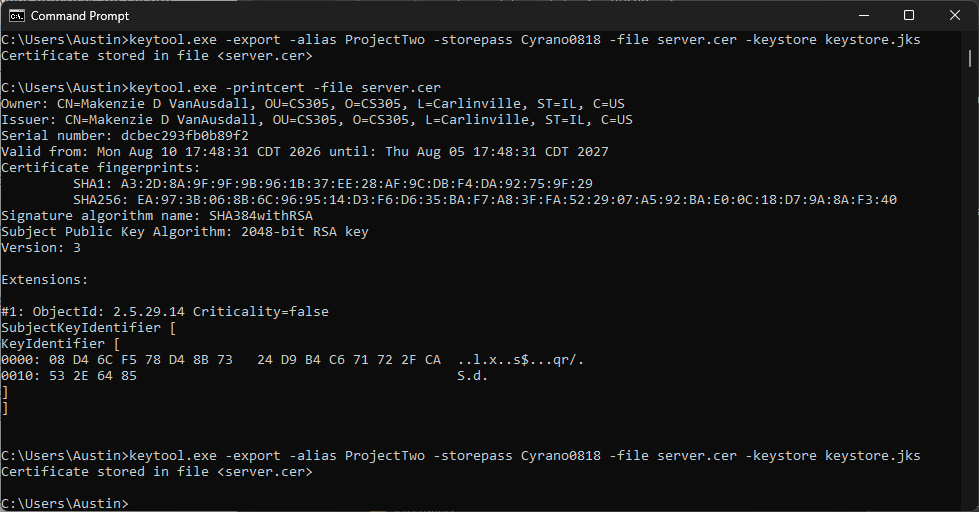 Command Prompt
C:\Users\Austin>keytool.exe -export -alias ProjectTwo -storepass Cyrano0818 -file server.cer -keystore keystore.jks
Certificate stored in file <server.cer>
C:\Users\Austin>keytool.exe -printcert -file server.cer
Owner: CN=Makenzie D VanAusdall, OU=CS305, O=CS305, L=Carlinville, ST=IL, C=US
Issuer: CN=Makenzie D VanAusdall, OU=CS305, O=CS305, L=Carlinville, ST=IL, C=US
Serial number: dcbec293fb0b89f2
Valid from: Mon Aug 10 17:48:31 CDT 2026 until: Thu Aug 05 17:48:31 CDT 2027
Certificate fingerprints:
SHA1: A3:2D:8A:9F:9F:9B:96:1B:37:EE:28:AF:9C:DB:F4:DA:92:75:9F:29
SHA256: EA:97:3B:06:8B:6C:96:95:14:D3:F6:D6:35:BA:F7:A8:3F:FA:52:29:07:A5:92:BA:E0:0C:18:D7:9A:8A:F3:40
Signature algorithm name: SHA384withRSA
Subject Public Key Algorithm: 2048-bit RSA key
Version: 3
Extensions:
#1: ObjectId: 2.5.29.14 Criticality=false
SubjectKeyIdentifier [
KeyIdentifier [
0000: 08 D4 6C F5 78 D4 8B 73   24 D9 B4 C6 71 72 2F CA  ..l.x..s$...qr/.
0010: 53 2E 64 85                                        S.d.
]
]
C:\Users\Austin>keytool.exe -export -alias ProjectTwo -storepass Cyrano0818 -file server.cer -keystore keystore.jks
Certificate stored in file <server.cer>
C:\Users\Austin>